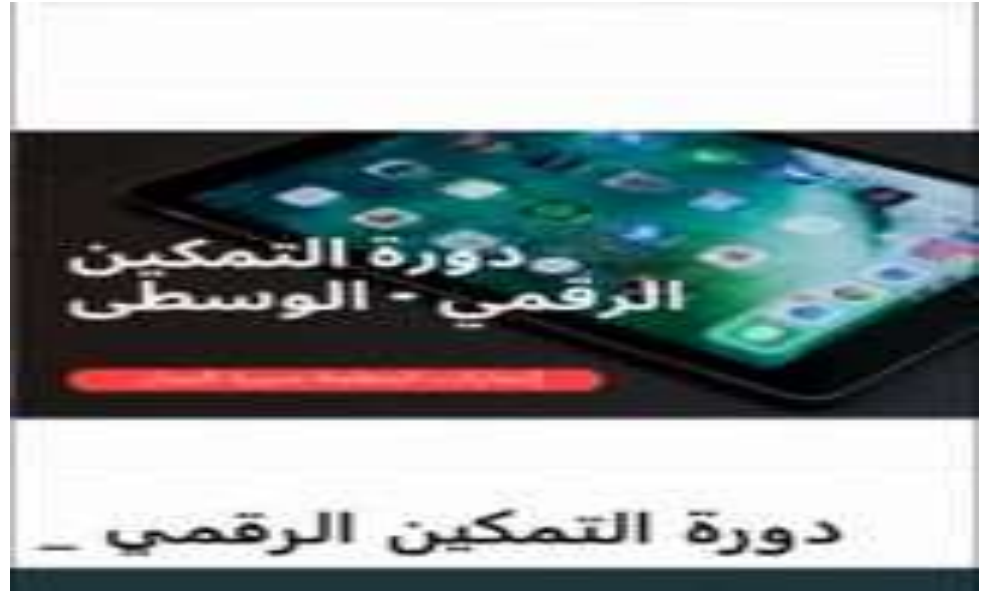 دورة التمكين
الرقمي - الوسطى
دورة التمكين الرقمي _